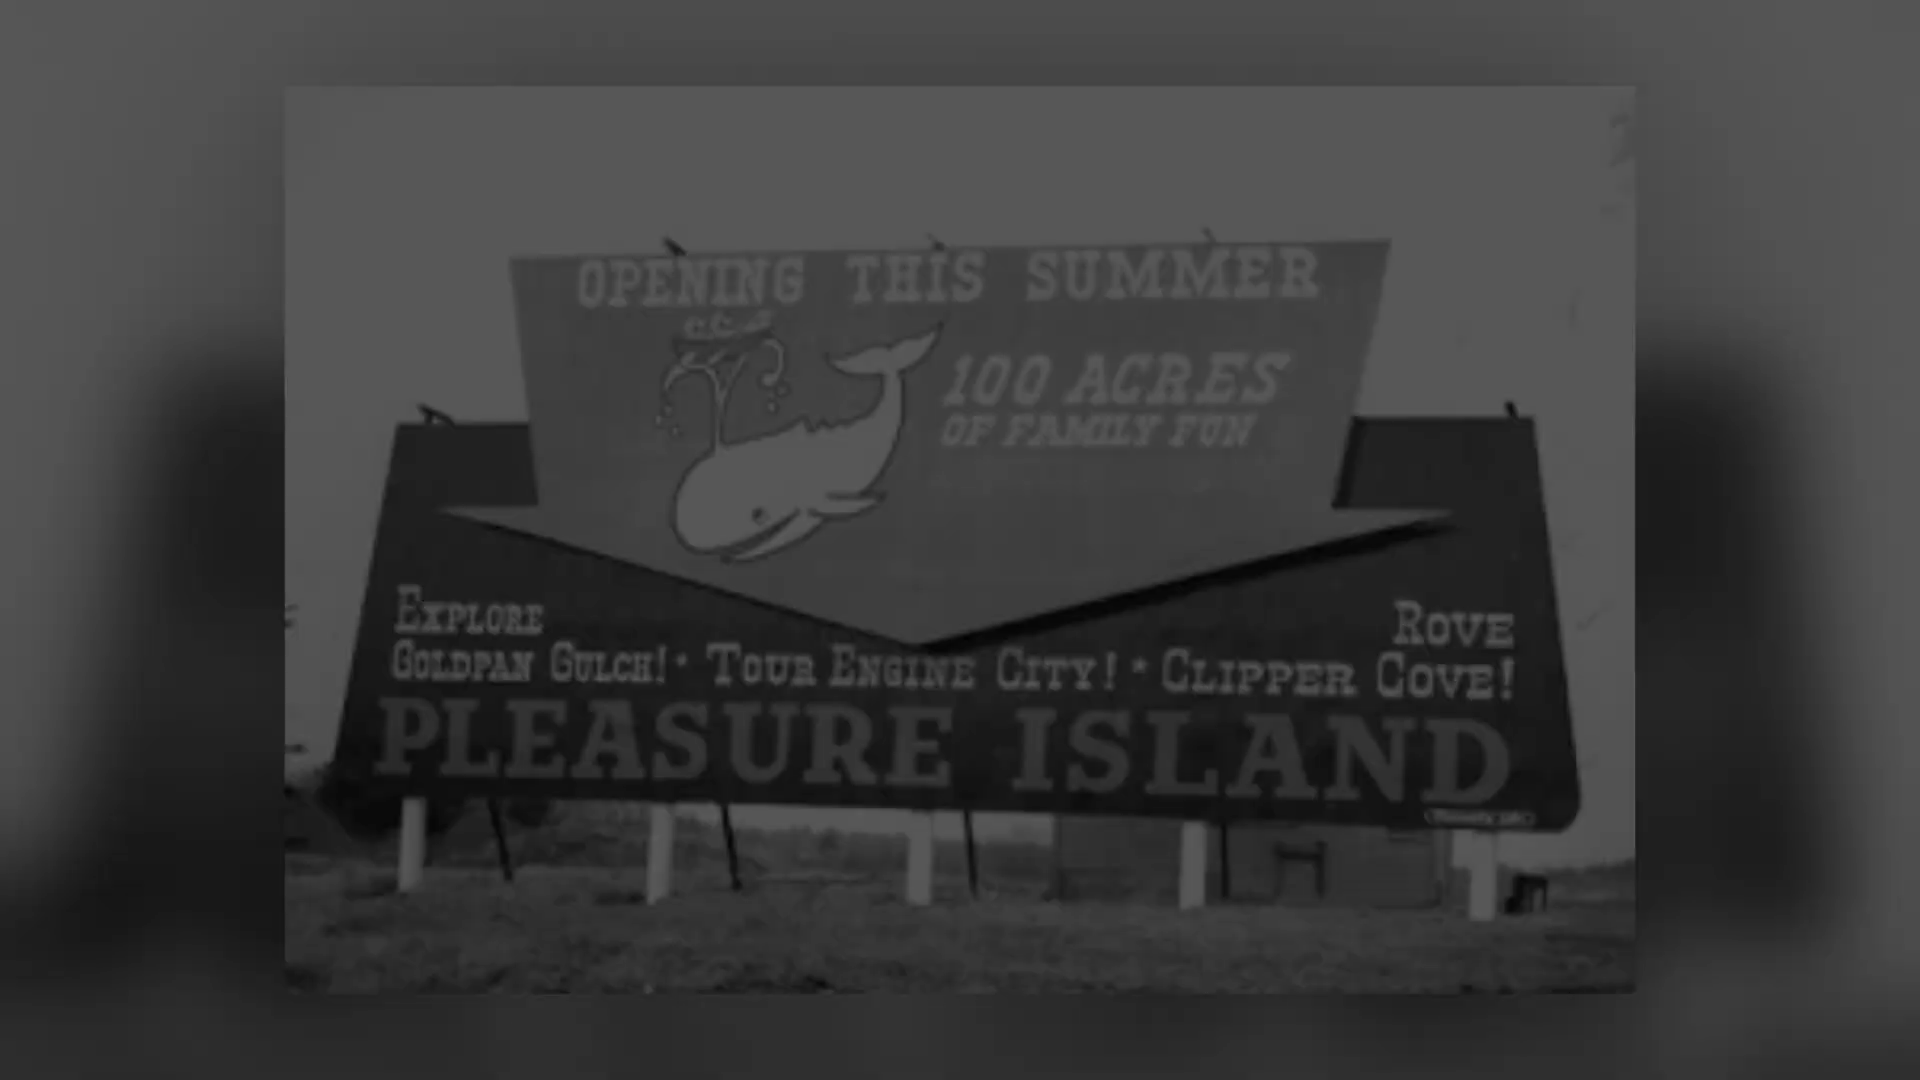 OPENING THIS SUMMER
100 ACRES
OF FAMILY FUN
EXPLORE
GOLDPAN GULCH! * TOUR ENGINE CITY! * ROVE CLIPPER COVE!
PLEASURE ISLAND